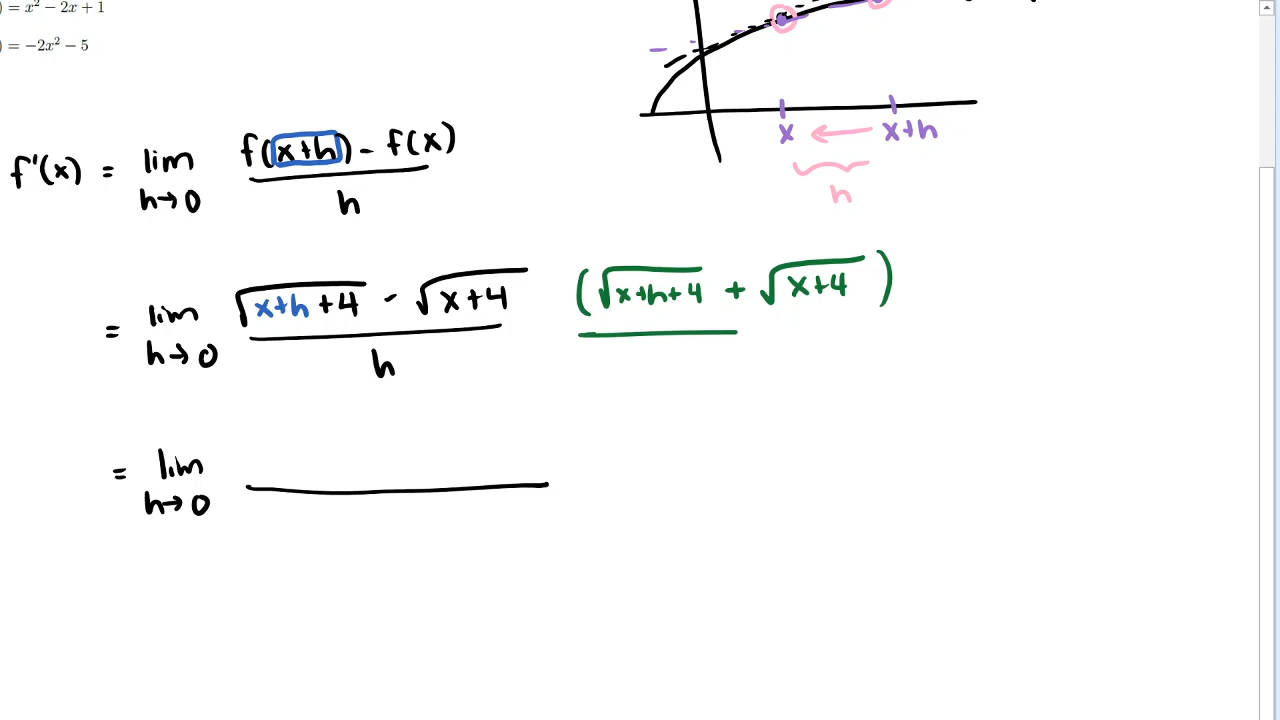 ) = x² − 2x + 1
) = −2x² − 5
x x+h
h
f'(x) = lim h→0 f(x+h) - f(x) / h
= lim h→0 √(x+h+4) - √(x+4) / h (√(x+h+4) + √(x+4))
= lim h→0